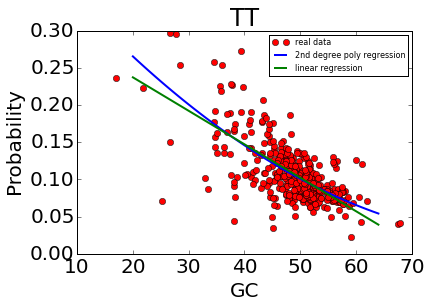 TT
real data
2nd degree poly regression
linear regression
0.30
0.25
0.20
0.15
0.10
0.05
0.00
Probability
10 20 30 40 50 60 70
GC